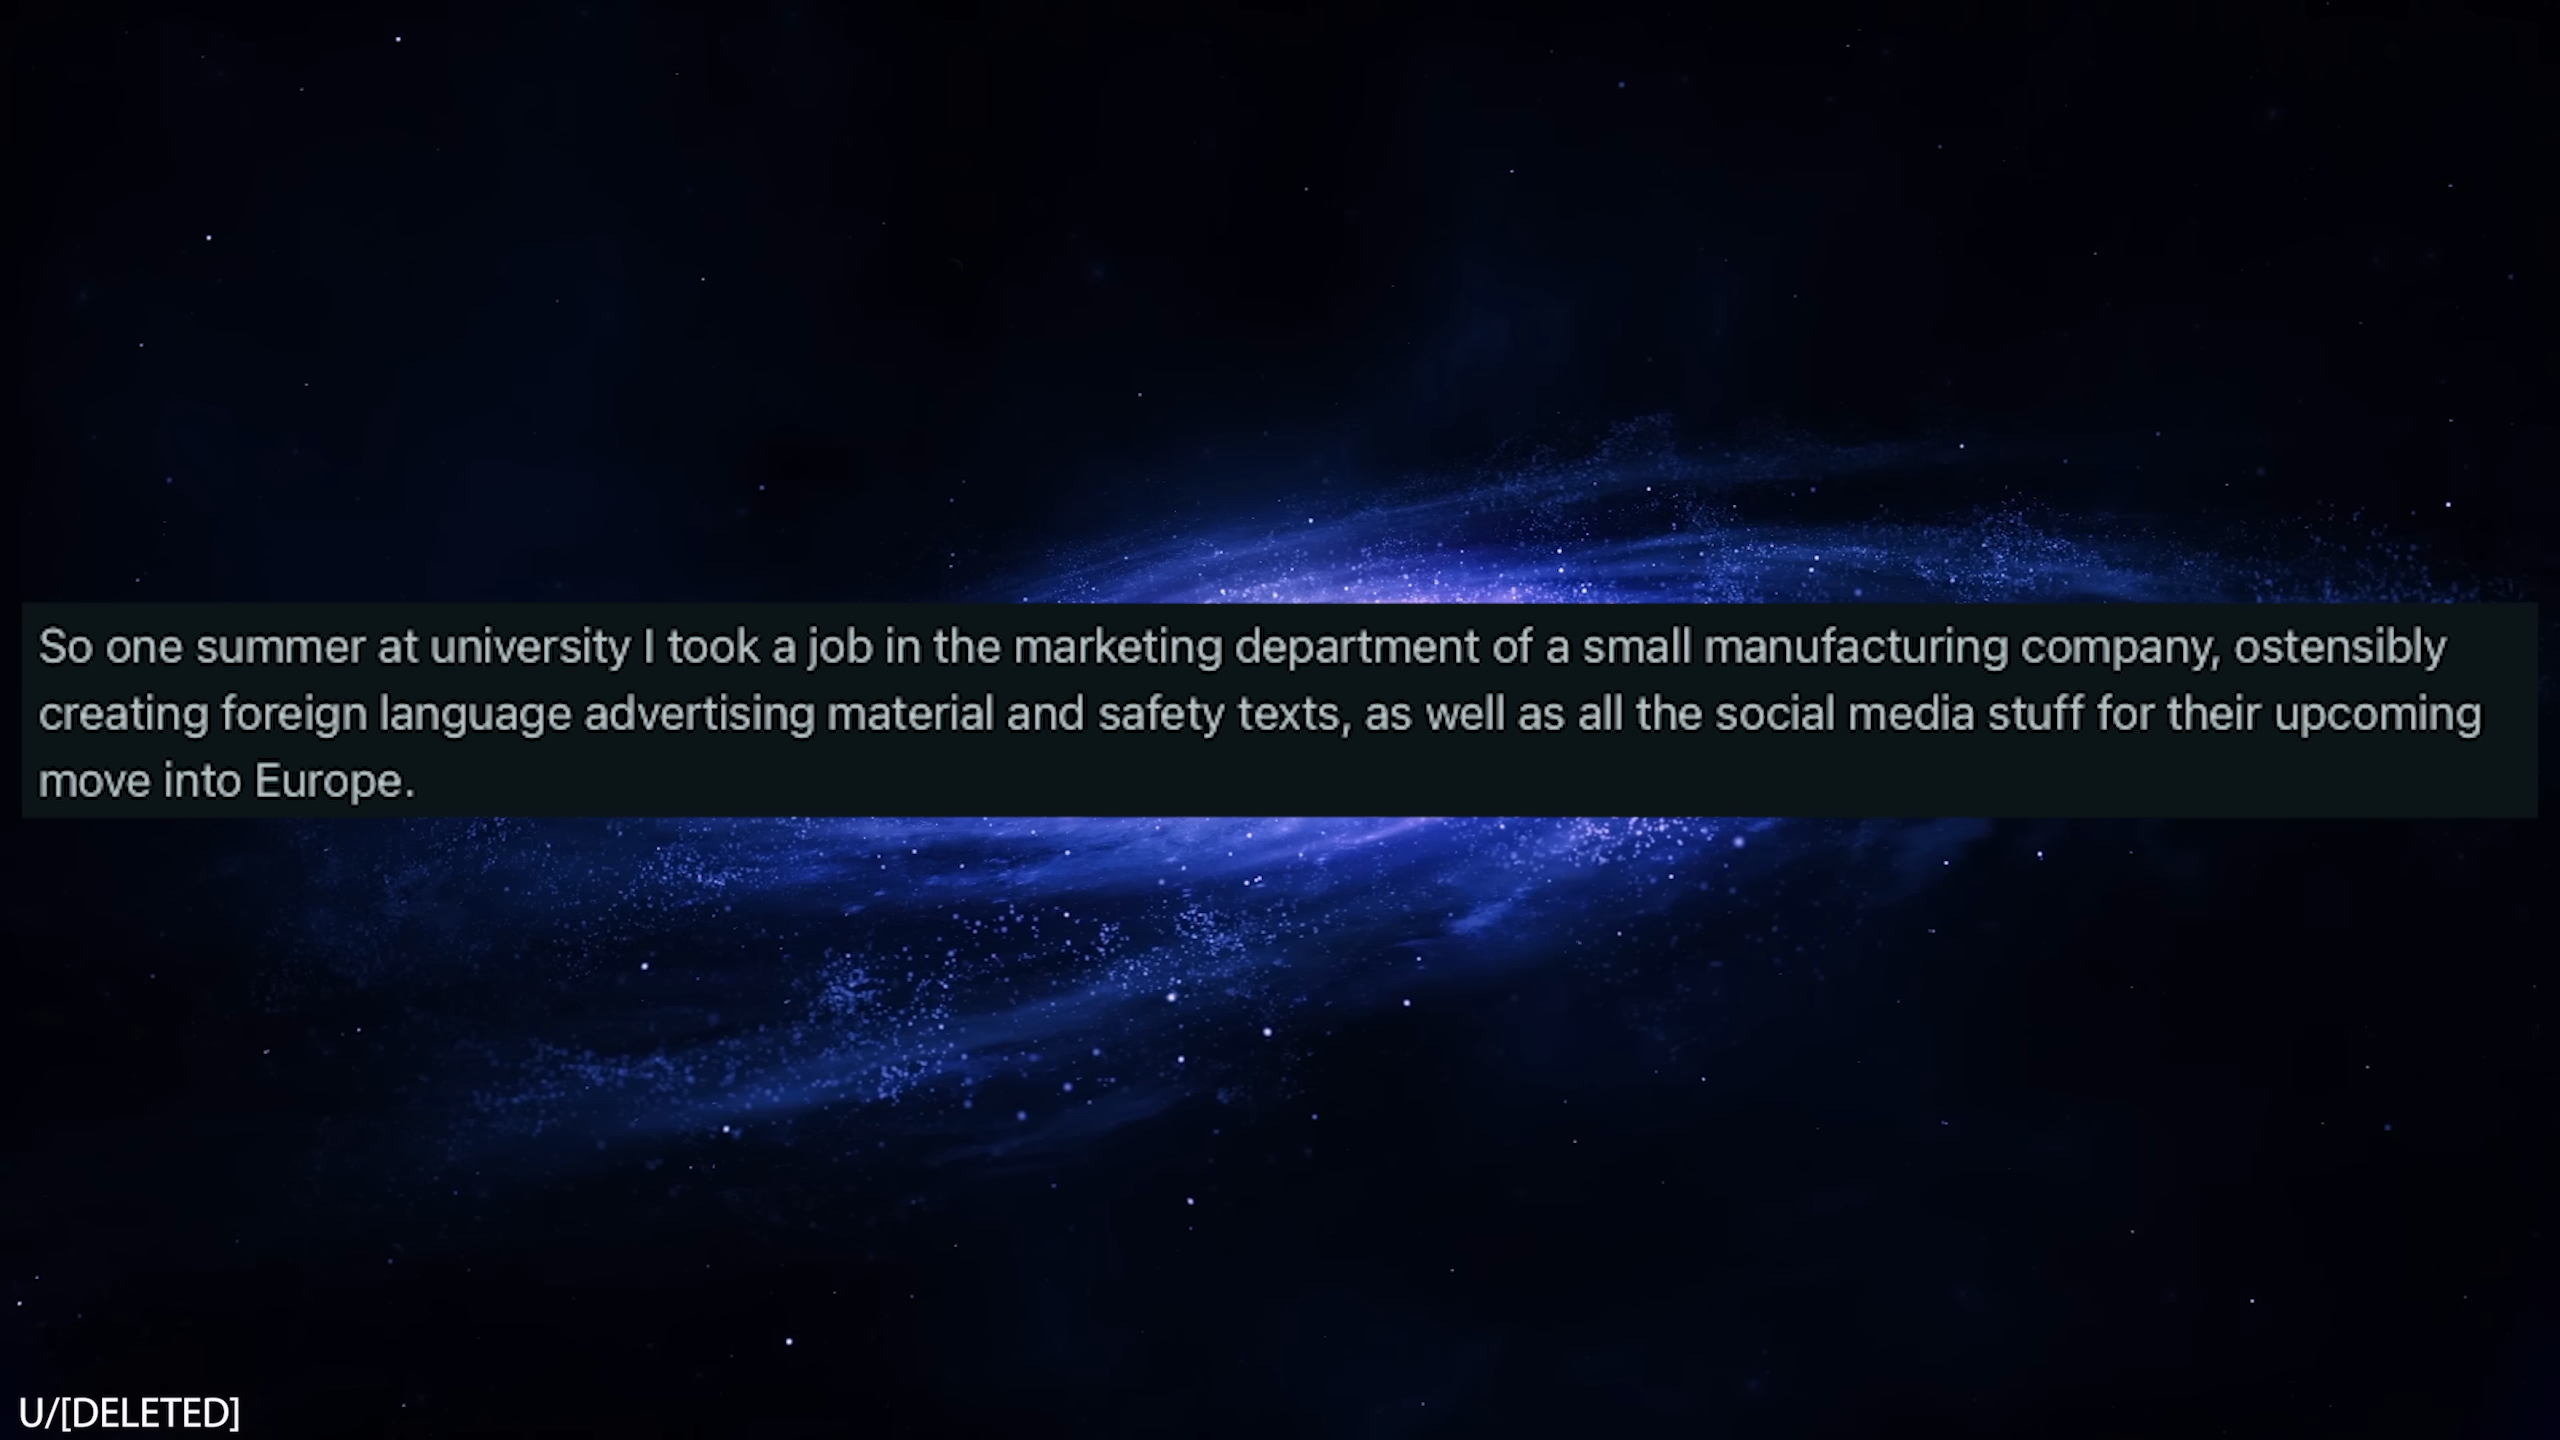 So one summer at university I took a job in the marketing department of a small manufacturing company, ostensibly
creating foreign language advertising material and safety texts, as well as all the social media stuff for their upcoming
move into Europe.
U/[DELETED]